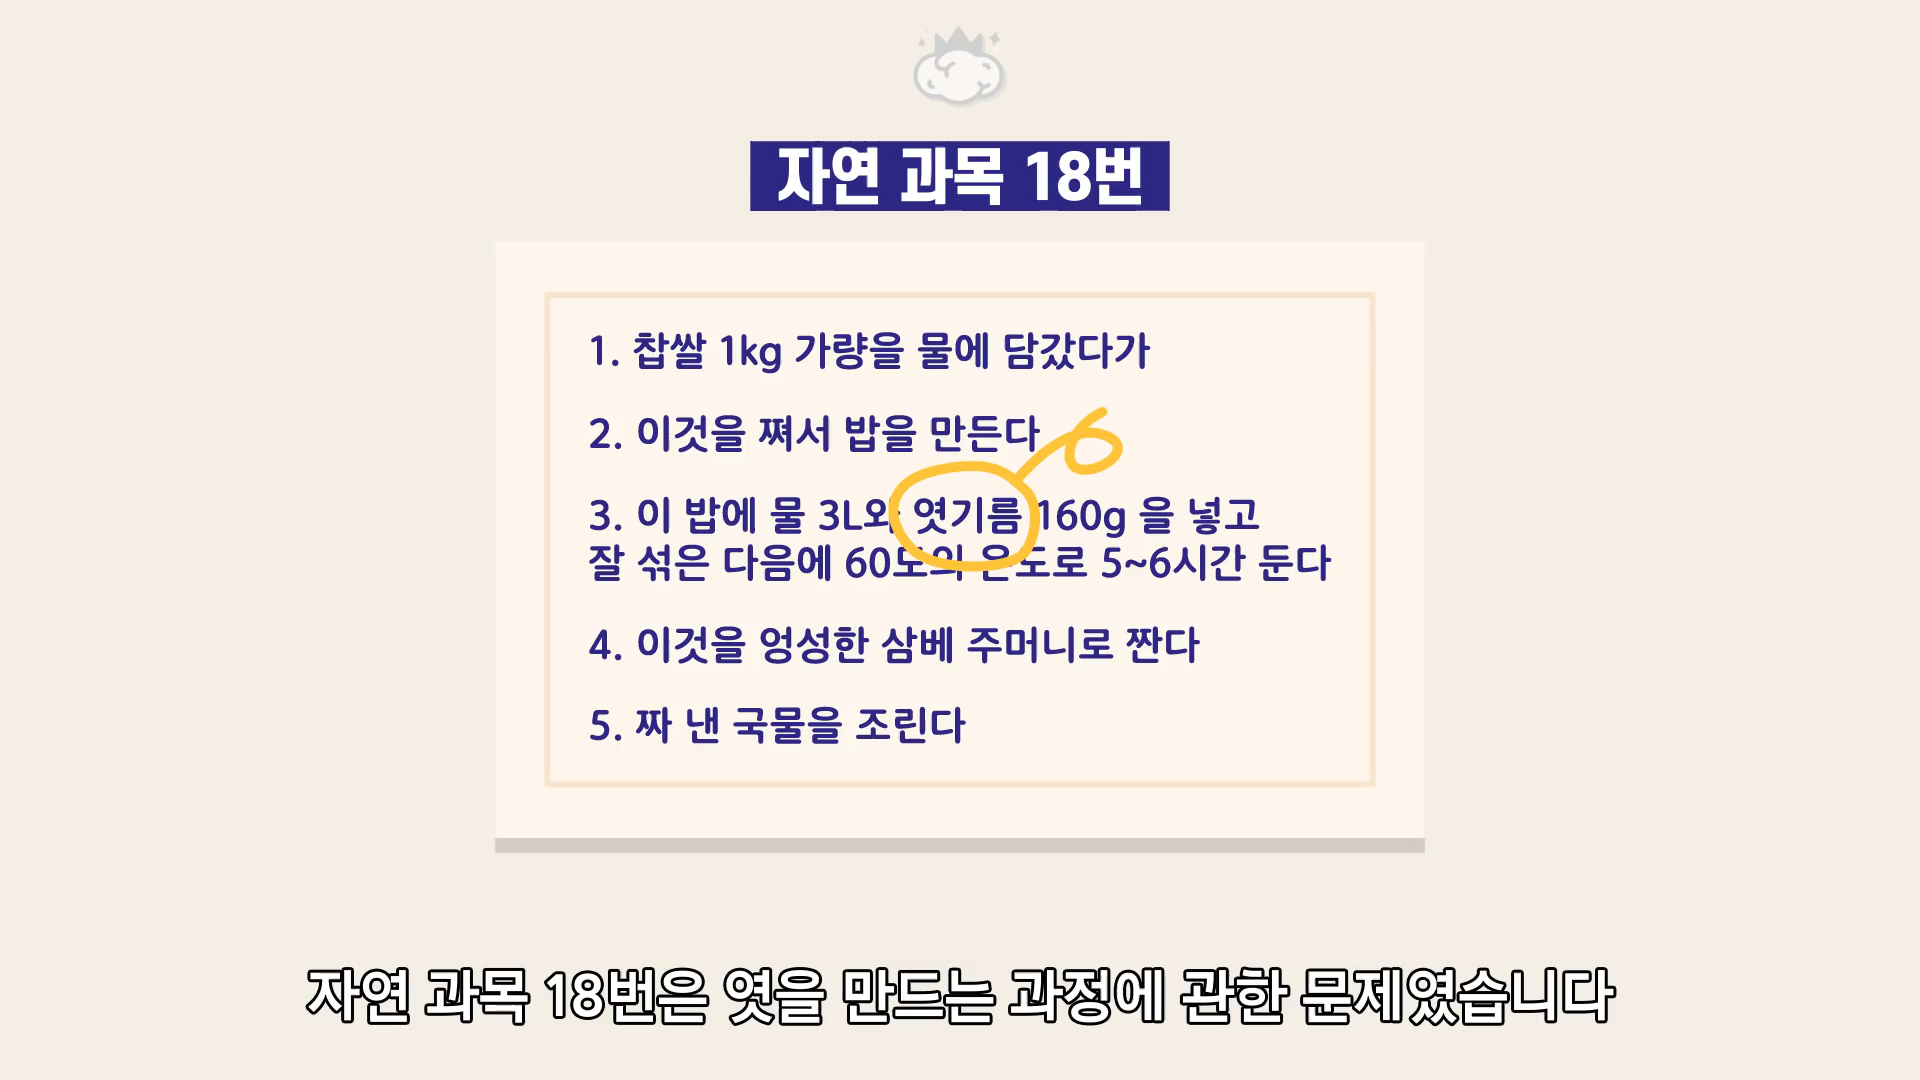 자연 과목 18번
1. 찹쌀 1kg 가량을 물에 담갔다가
2. 이것을 쪄서 밥을 만든다
3. 이 밥에 물 3L와 엿기름 160g 을 넣고
잘 섞은 다음에 60도의 온도로 5~6시간 둔다
4. 이것을 엉성한 삼베 주머니로 짠다
5. 짜 낸 국물을 조린다
자연 과목 18번은 엿을 만드는 과정에 관한 문제였습니다